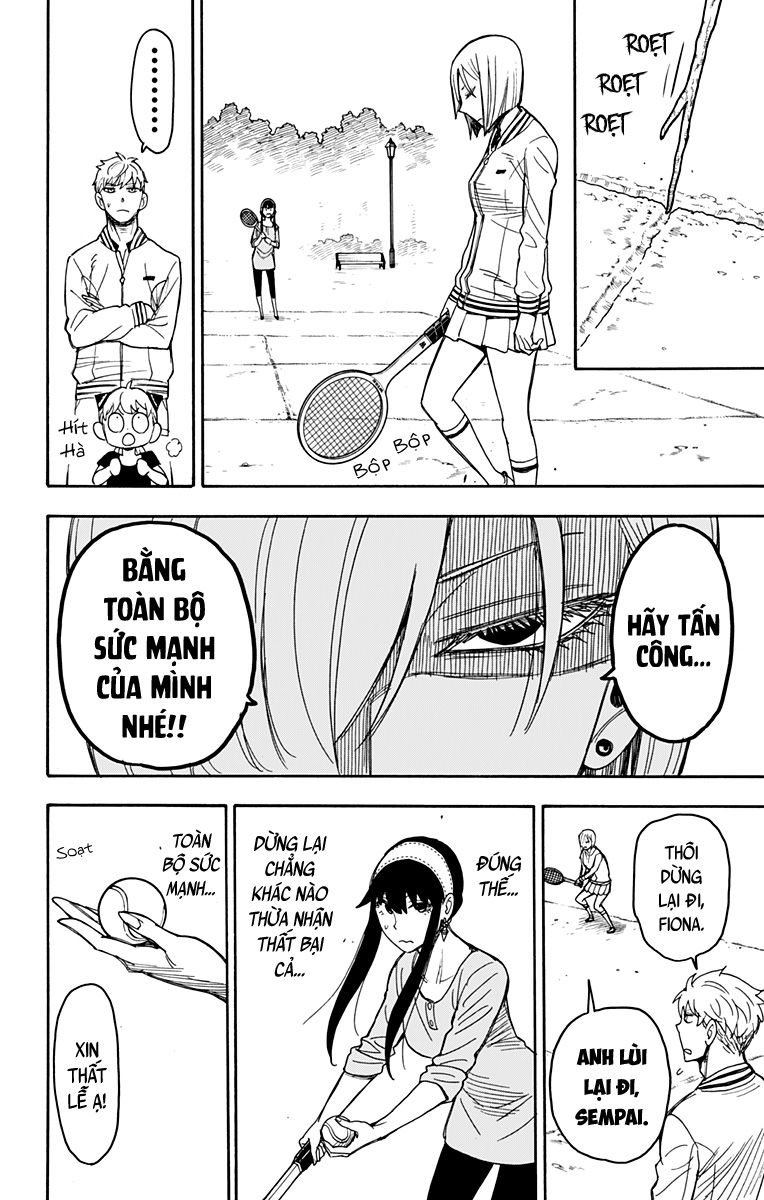 ROẸT
ROẸT
ROẸT
BỘP BỘP
.........
Hít
Hà
HÃY TẤN
CÔNG...
BẰNG
TOÀN BỘ
SỨC MẠNH
CỦA MÌNH
NHÉ!!
THÔI
DỪNG
LẠI ĐI,
FIONA.
ANH LÙI
LẠI ĐI,
SEMPAI.
ĐÚNG
THẾ...
DỪNG LẠI
CHẲNG
KHÁC NÀO
THỪA NHẬN
THẤT BẠI
CẢ...
TOÀN
BỘ SỨC
MẠNH...
Soạt
XIN
THẤT
LỄ Ạ!